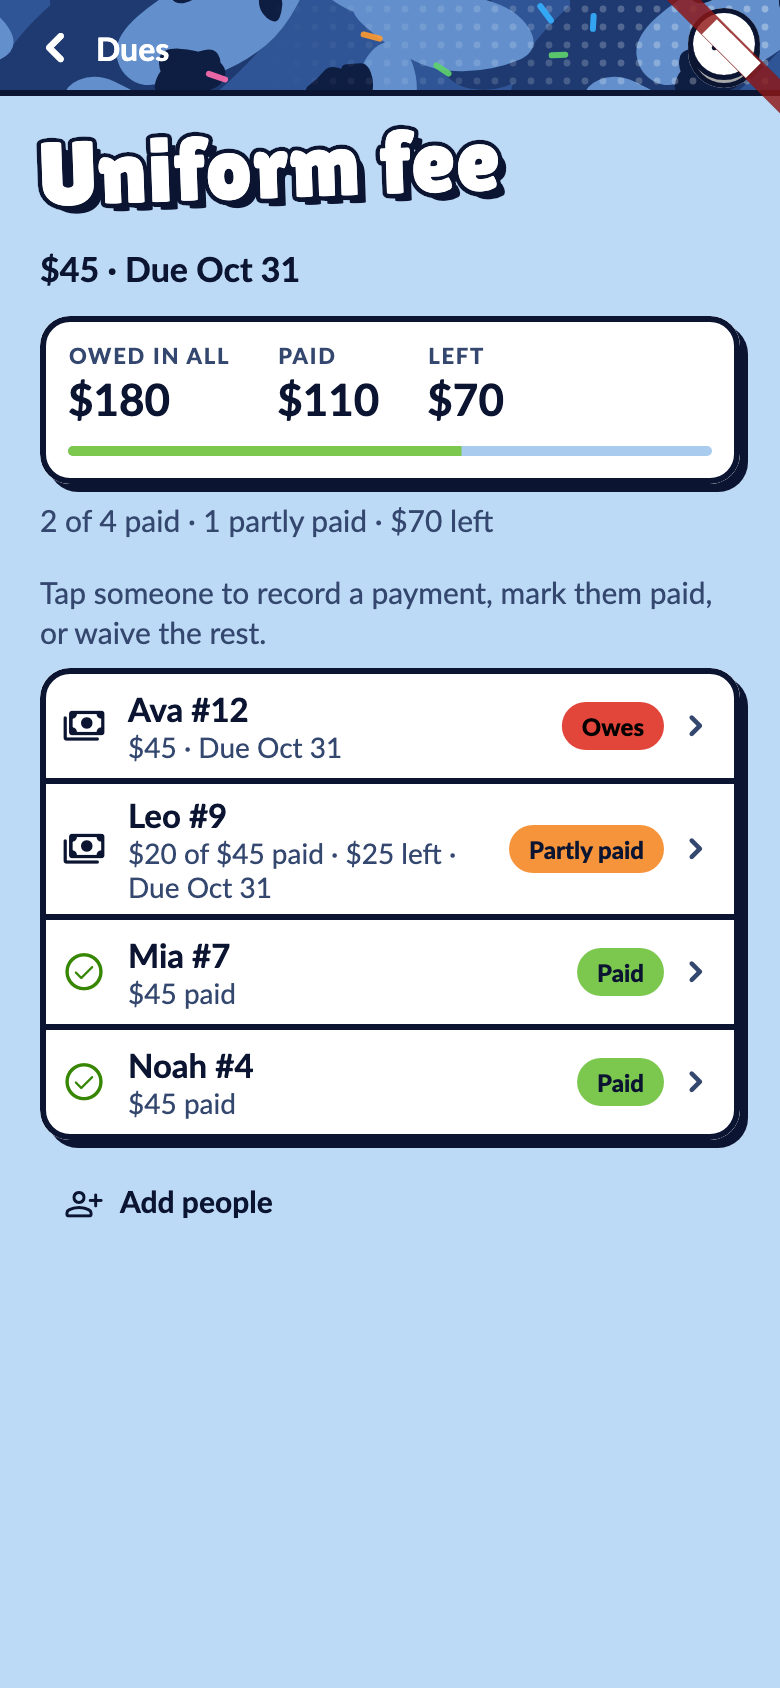 Dues
Uniform fee
$45 · Due Oct 31
OWED IN ALL PAID LEFT
$180 $110 $70
2 of 4 paid · 1 partly paid · $70 left
Tap someone to record a payment, mark them paid,
or waive the rest.
Ava #12
$45 · Due Oct 31
Owes
Leo #9
$20 of $45 paid · $25 left ·
Due Oct 31
Partly paid
Mia #7
$45 paid
Paid
Noah #4
$45 paid
Paid
Add people